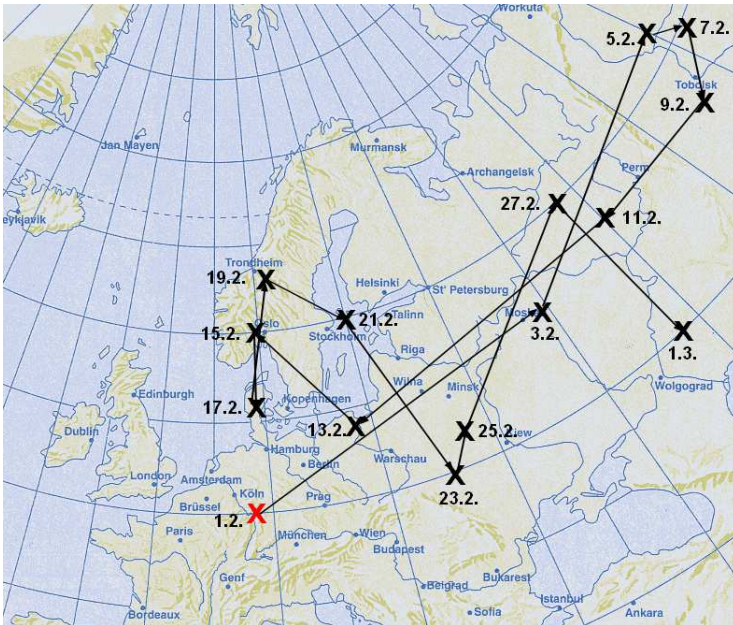 Workuta
5.2.
7.2.
Tobolsk
9.2.
Jan Mayen
Murmansk
Archangelsk
Perm
27.2.
11.2.
eykjavik
Trondheim
19.2.
Helsinki
St' Petersburg
15.2.
Oslo
21.2.
Talinn
Stockholm
Mosk
3.2.
1.3.
Riga
Wolgograd
Edinburgh
Wilna
Minsk
17.2.
Kopenhagen
Dublin
13.2.
25.2.
iew
Hamburg
Warschau
Berlin
London
Amsterdam
23.2.
Köln
Brüssel
Prag
1.2.
Paris
München
Wien
Budapest
Genf
Bukarest
Belgrad
Istanbul
Bordeaux
Sofia
Ankara